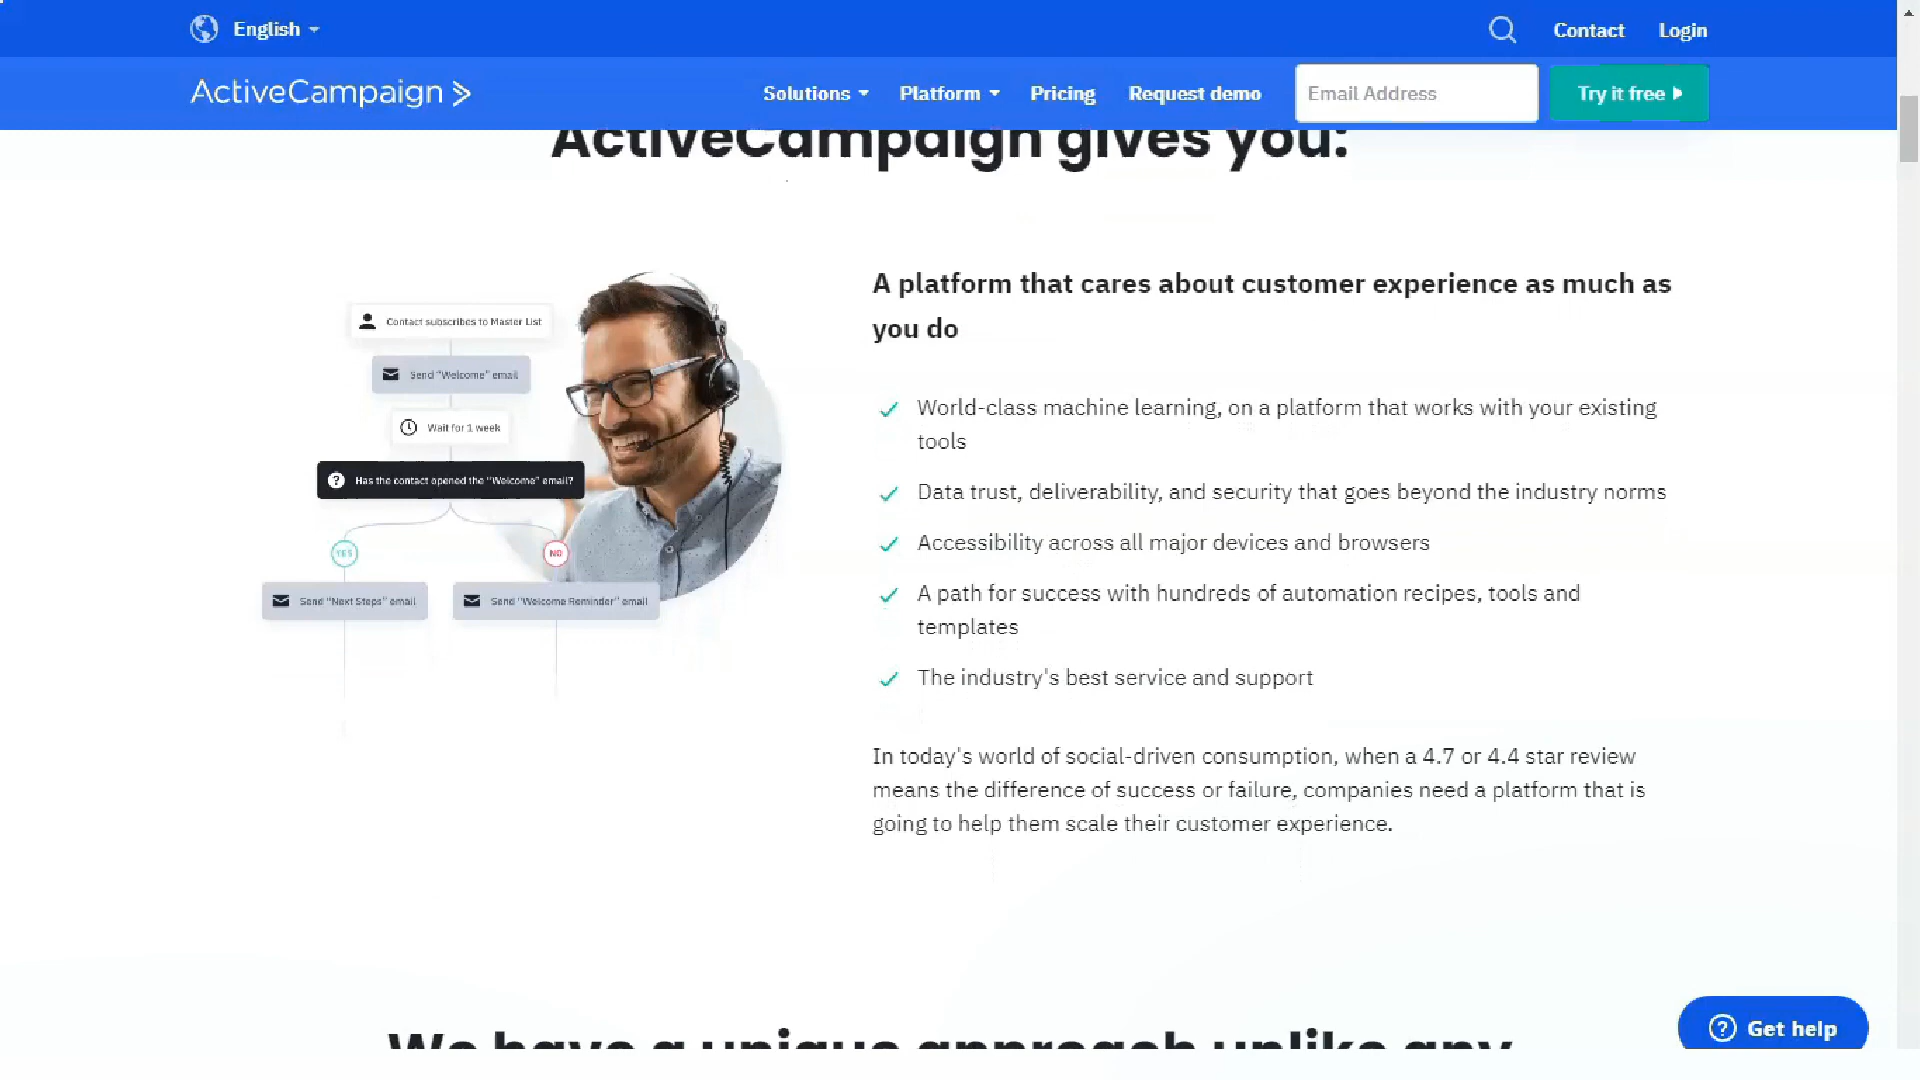 English
Contact
Login
ActiveCampaign
Solutions
Platform
Pricing
Request demo
Email Address
Try it free
ActiveCampaign gives you:
Contact subscribes to Master List
Send "Welcome" email
Wait for 1 week
Has the contact opened the "Welcome" email?
YES
NO
Send "Next Steps" email
Send "Welcome Reminder" email
A platform that cares about customer experience as much as
you do
World-class machine learning, on a platform that works with your existing
tools
Data trust, deliverability, and security that goes beyond the industry norms
Accessibility across all major devices and browsers
A path for success with hundreds of automation recipes, tools and
templates
The industry's best service and support
In today's world of social-driven consumption, when a 4.7 or 4.4 star review
means the difference of success or failure, companies need a platform that is
going to help them scale their customer experience.
We have a unique approach unlike any
Get help